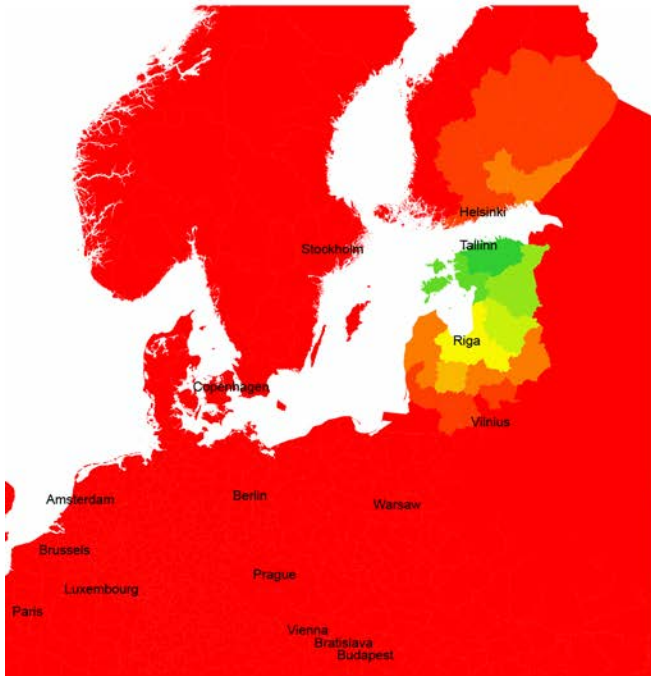 Helsinki
Tallinn
Stockholm
Riga
Copenhagen
Vilnius
Amsterdam
Berlin
Warsaw
Brussels
Prague
Luxembourg
Paris
Vienna
Bratislava
Budapest